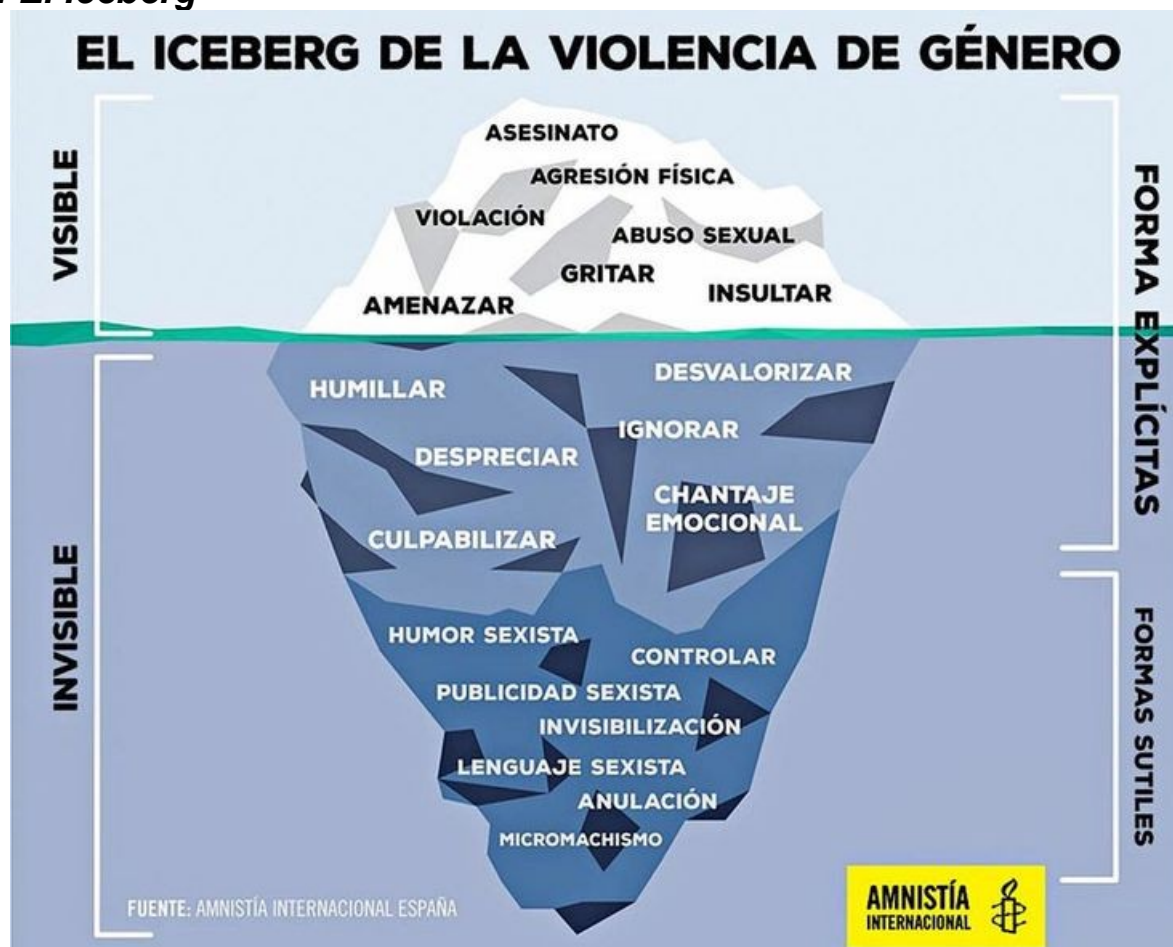 El Iceberg
EL ICEBERG DE LA VIOLENCIA DE GÉNERO
VISIBLE
ASESINATO
AGRESIÓN FÍSICA
VIOLACIÓN
ABUSO SEXUAL
GRITAR
INSULTAR
AMENAZAR
FORMA EXPLÍCITAS
INVISIBLE
DESVALORIZAR
HUMILLAR
IGNORAR
DESPRECIAR
CHANTAJE
EMOCIONAL
CULPABILIZAR
HUMOR SEXISTA
CONTROLAR
PUBLICIDAD SEXISTA
INVISIBILIZACIÓN
LENGUAJE SEXISTA
ANULACIÓN
MICROMACHISMO
FORMAS SUTILES
FUENTE: AMNISTÍA INTERNACIONAL ESPAÑA
AMNISTÍA
INTERNACIONAL